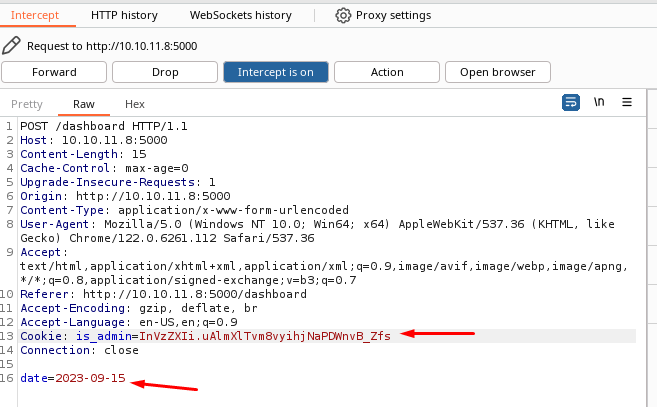 Intercept HTTP history WebSockets history Proxy settings
Request to http://10.10.11.8:5000
Forward Drop Intercept is on Action Open browser
Pretty Raw Hex \n
1 POST /dashboard HTTP/1.1
2 Host: 10.10.11.8:5000
3 Content-Length: 15
4 Cache-Control: max-age=0
5 Upgrade-Insecure-Requests: 1
6 Origin: http://10.10.11.8:5000
7 Content-Type: application/x-www-form-urlencoded
8 User-Agent: Mozilla/5.0 (Windows NT 10.0; Win64; x64) AppleWebKit/537.36 (KHTML, like
Gecko) Chrome/122.0.6261.112 Safari/537.36
9 Accept:
text/html,application/xhtml+xml,application/xml;q=0.9,image/avif,image/webp,image/apng,
*/*;q=0.8,application/signed-exchange;v=b3;q=0.7
10 Referer: http://10.10.11.8:5000/dashboard
11 Accept-Encoding: gzip, deflate, br
12 Accept-Language: en-US,en;q=0.9
13 Cookie: is_admin=InVzZXIi.uAlmXlTvm8vyihjNaPDWnvB_Zfs
14 Connection: close
15
16 date=2023-09-15